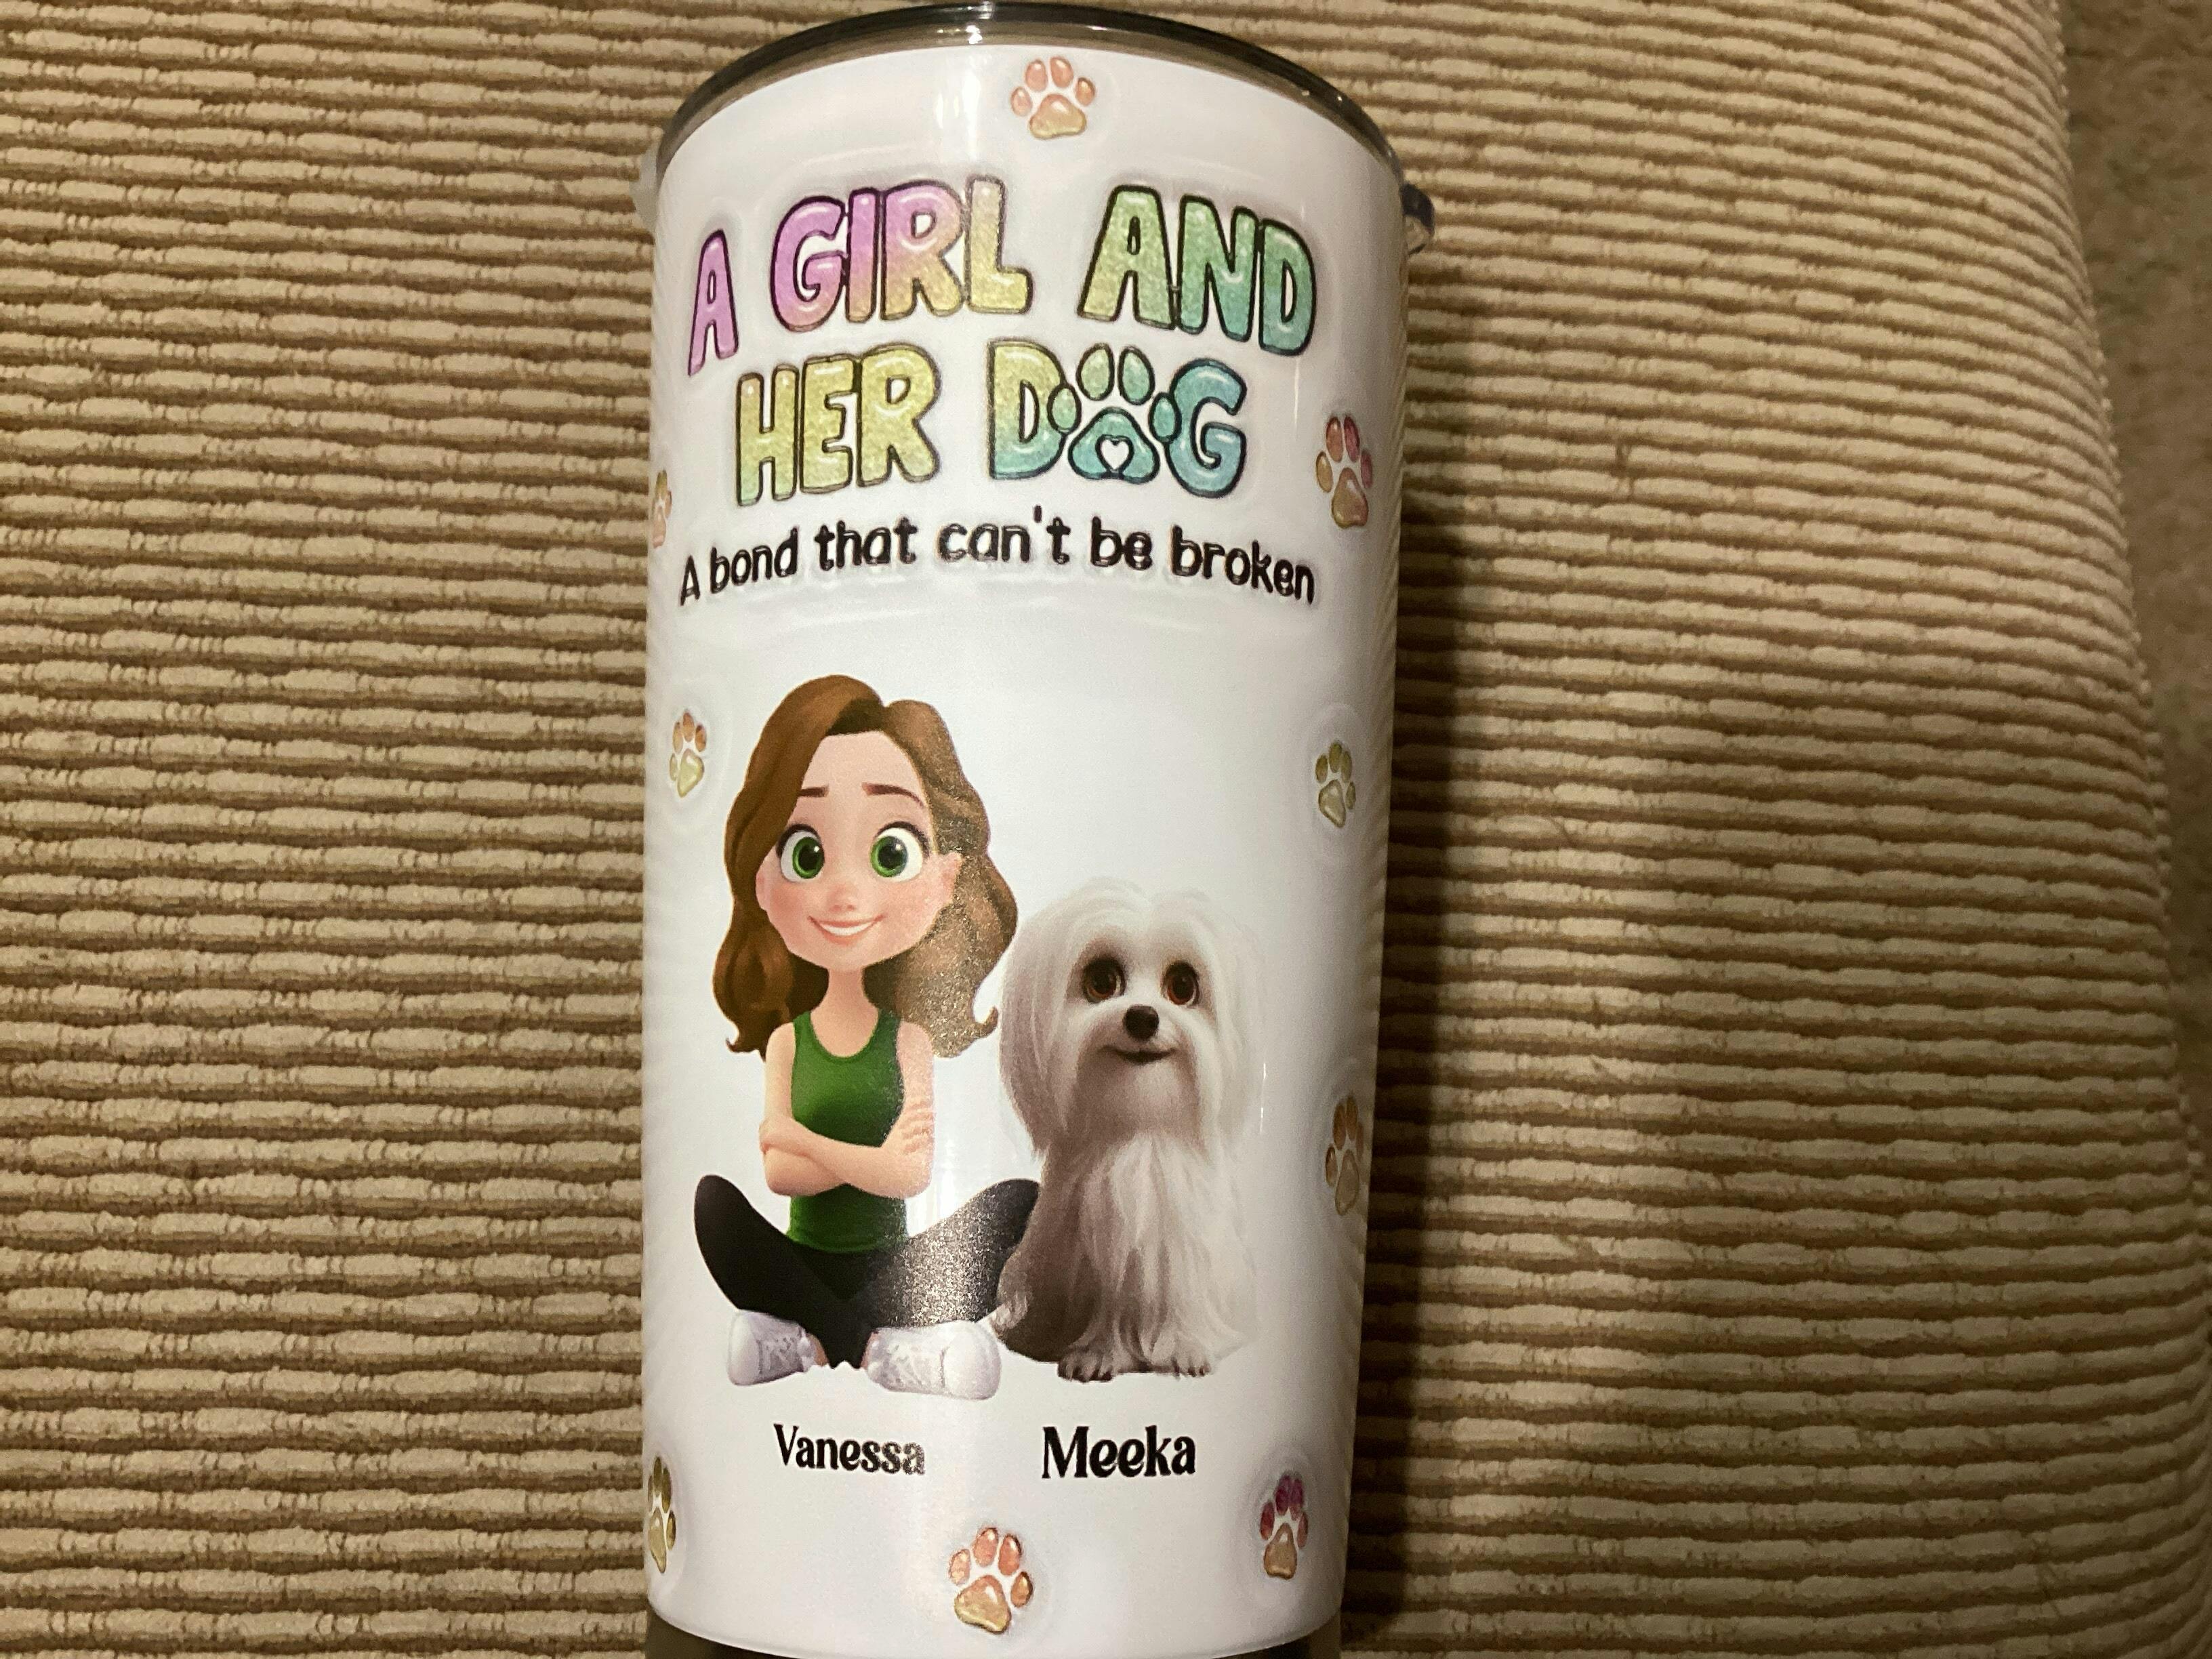 A GIRL AND
HER DOG
A bond that can't be broken
Vanessa Meeka